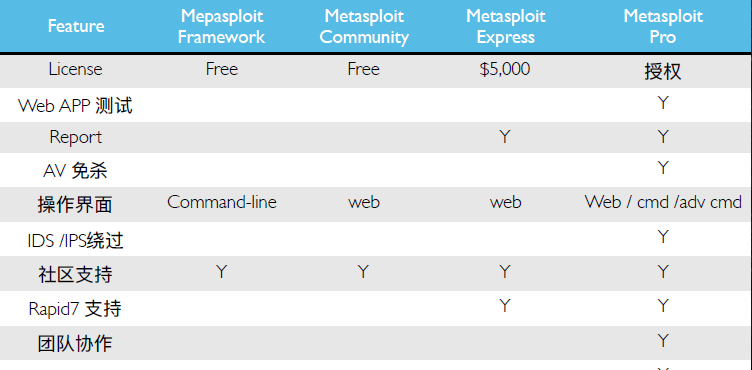 Feature Mepasploit Framework Metasploit Community Metasploit Express Metasploit Pro
License Free Free $5,000 授权
Web APP 测试 Y
Report Y Y
AV 免杀 Y
操作界面 Command-line web web Web / cmd /adv cmd
IDS /IPS绕过 Y
社区支持 Y Y Y Y
Rapid7 支持 Y Y
团队协作 Y